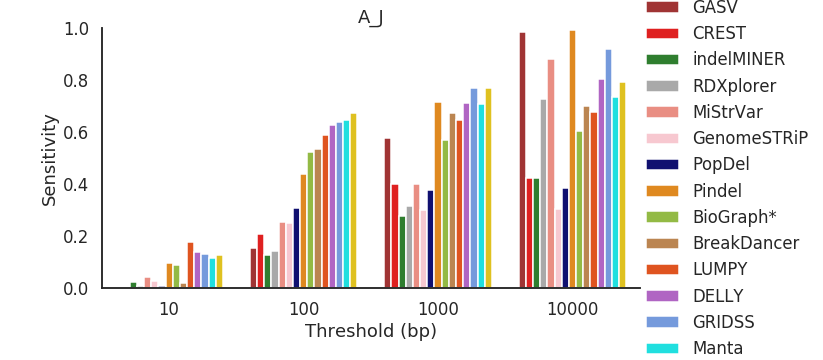 A_J
1.0
0.8
0.6
0.4
0.2
0.0
Sensitivity
10
100
1000
10000
Threshold (bp)
GASV
CREST
indelMINER
RDXplorer
MiStrVar
GenomeSTRiP
PopDel
Pindel
BioGraph*
BreakDancer
LUMPY
DELLY
GRIDSS
Manta